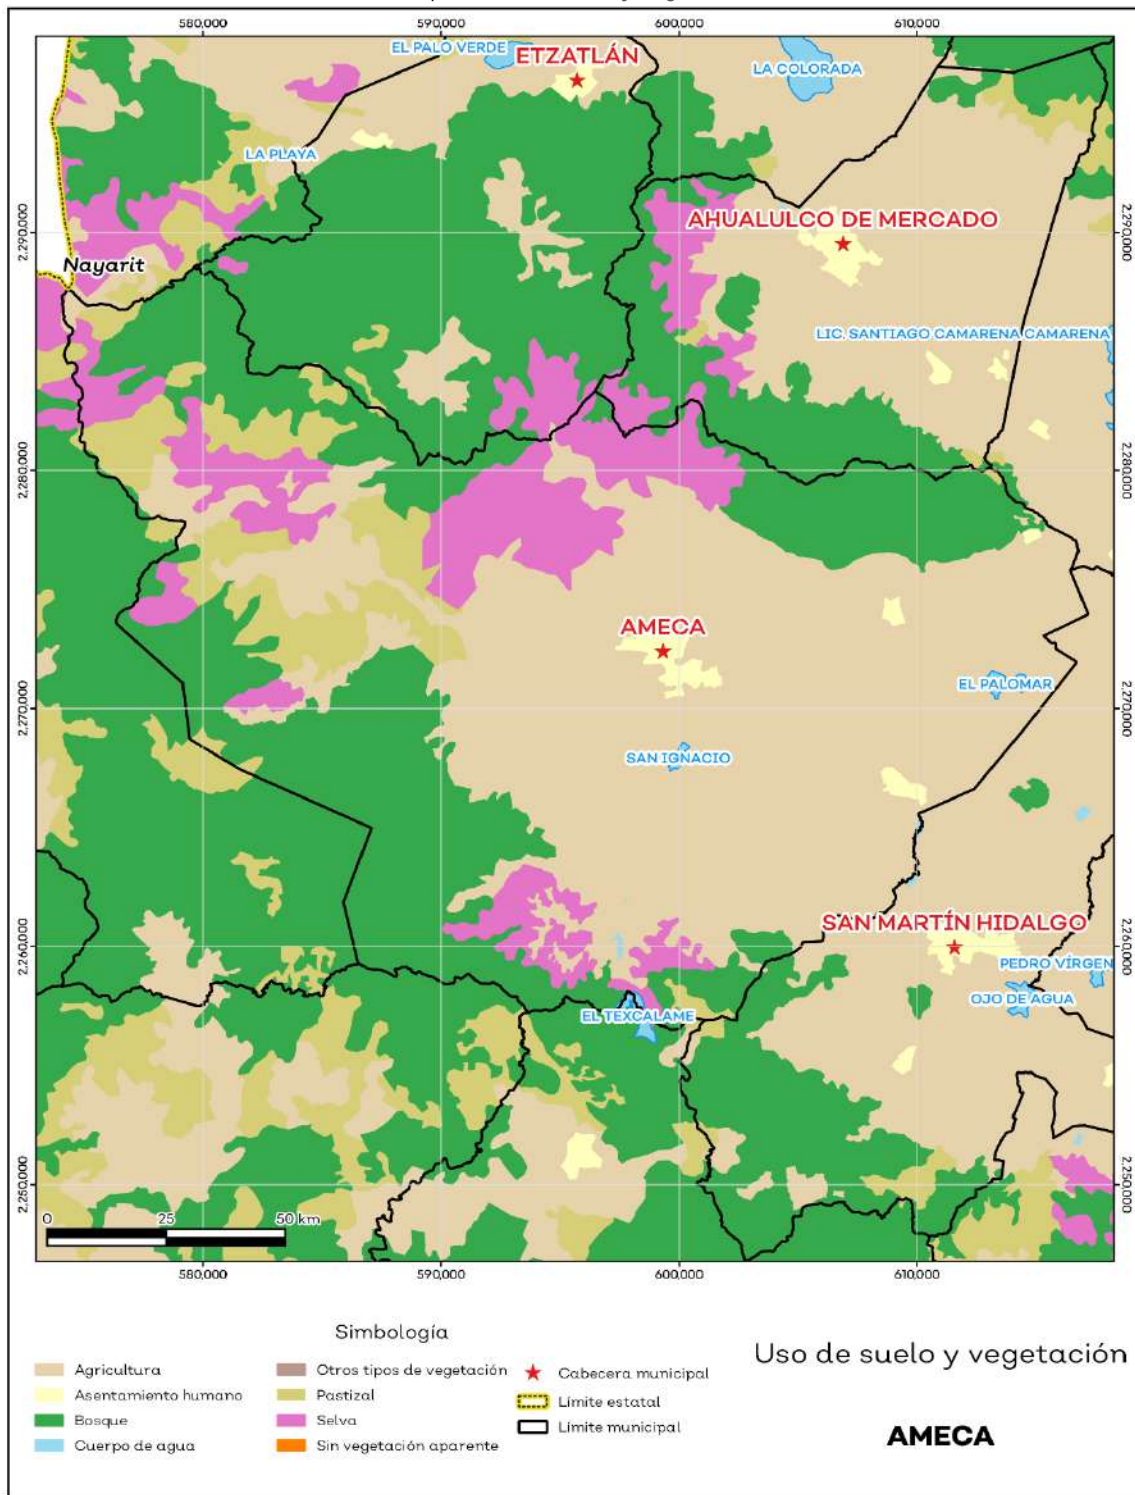 580,000
590,000
600,000
610,000
EL PALO VERDE
ETZATLÁN
LA COLORADA
LA PLAYA
AHUALULCO DE MERCADO
2,290,000
2,290,000
Nayarit
LIC. SANTIAGO CAMARENA CAMARENA
2,280,000
2,280,000
AMECA
EL PALOMAR
2,270,000
2,270,000
SAN IGNACIO
SAN MARTÍN HIDALGO
2,260,000
2,260,000
PEDRO VÍRGEN
OJO DE AGUA
EL TEXCALAME
2,250,000
2,250,000
0 25 50 km
580,000
590,000
600,000
610,000
Simbología
Agricultura
Asentamiento humano
Bosque
Cuerpo de agua
Otros tipos de vegetación
Pastizal
Selva
Sin vegetación aparente
Cabecera municipal
Límite estatal
Límite municipal
Uso de suelo y vegetación
AMECA